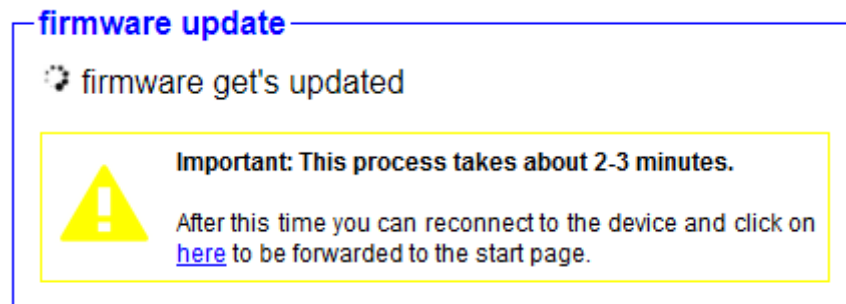 firmware update
firmware get's updated
Important: This process takes about 2-3 minutes.
After this time you can reconnect to the device and click on
here to be forwarded to the start page.